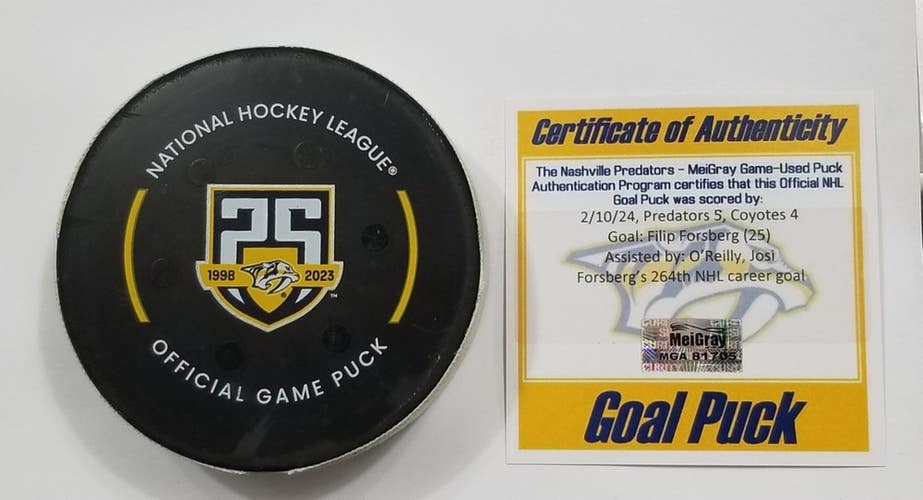 NATIONAL HOCKEY LEAGUE®
25
1998 2023
®
™
OFFICIAL GAME PUCK
Certificate of Authenticity
The Nashville Predators - MeiGray Game-Used Puck
Authentication Program certifies that this Official NHL
Goal Puck was scored by:
2/10/24, Predators 5, Coyotes 4
Goal: Filip Forsberg (25)
Assisted by: O'Reilly, Josi
Forsberg's 264th NHL career goal
MeiGray
MGA 81705
Goal Puck